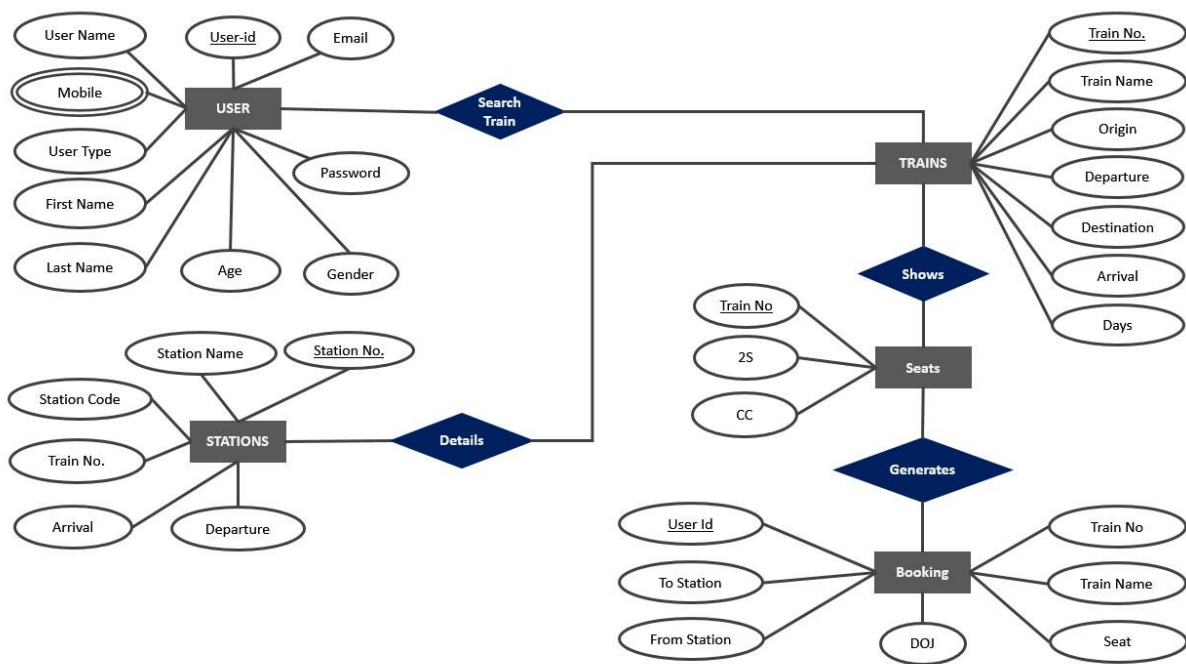 User Name
User-id
Email
Mobile
USER
User Type
First Name
Last Name
Age
Gender
Password
Search
Train
Train No.
Train Name
Origin
TRAINS
Departure
Destination
Arrival
Days
Shows
Train No
2S
CC
Seats
Station Name
Station No.
Station Code
STATIONS
Train No.
Arrival
Departure
Details
Generates
User Id
To Station
From Station
Booking
DOJ
Train No
Train Name
Seat